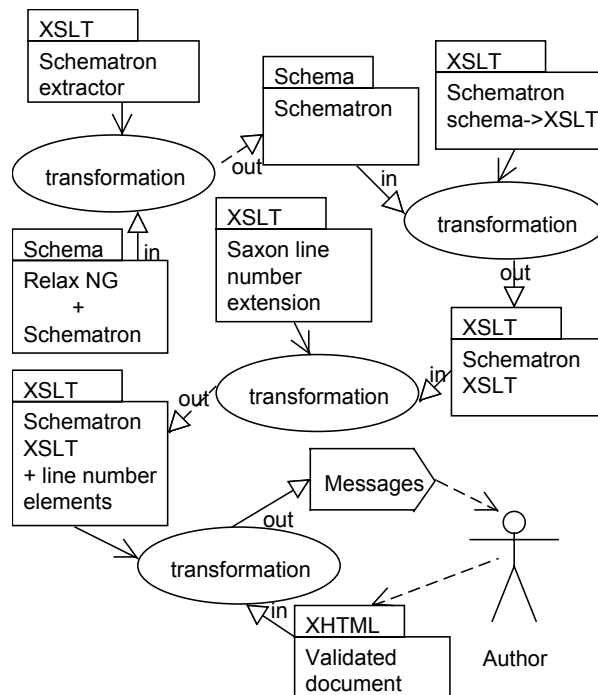 XSLT
Schematron
extractor
Schema
Schematron
XSLT
Schematron
schema->XSLT
transformation
out
in
transformation
Schema
in
Relax NG
+
Schematron
XSLT
Saxon line
number
extension
out
XSLT
Schematron
XSLT
in
transformation
out
XSLT
Schematron
XSLT
+ line number
elements
Messages
out
transformation
in
XHTML
Validated
document
Author